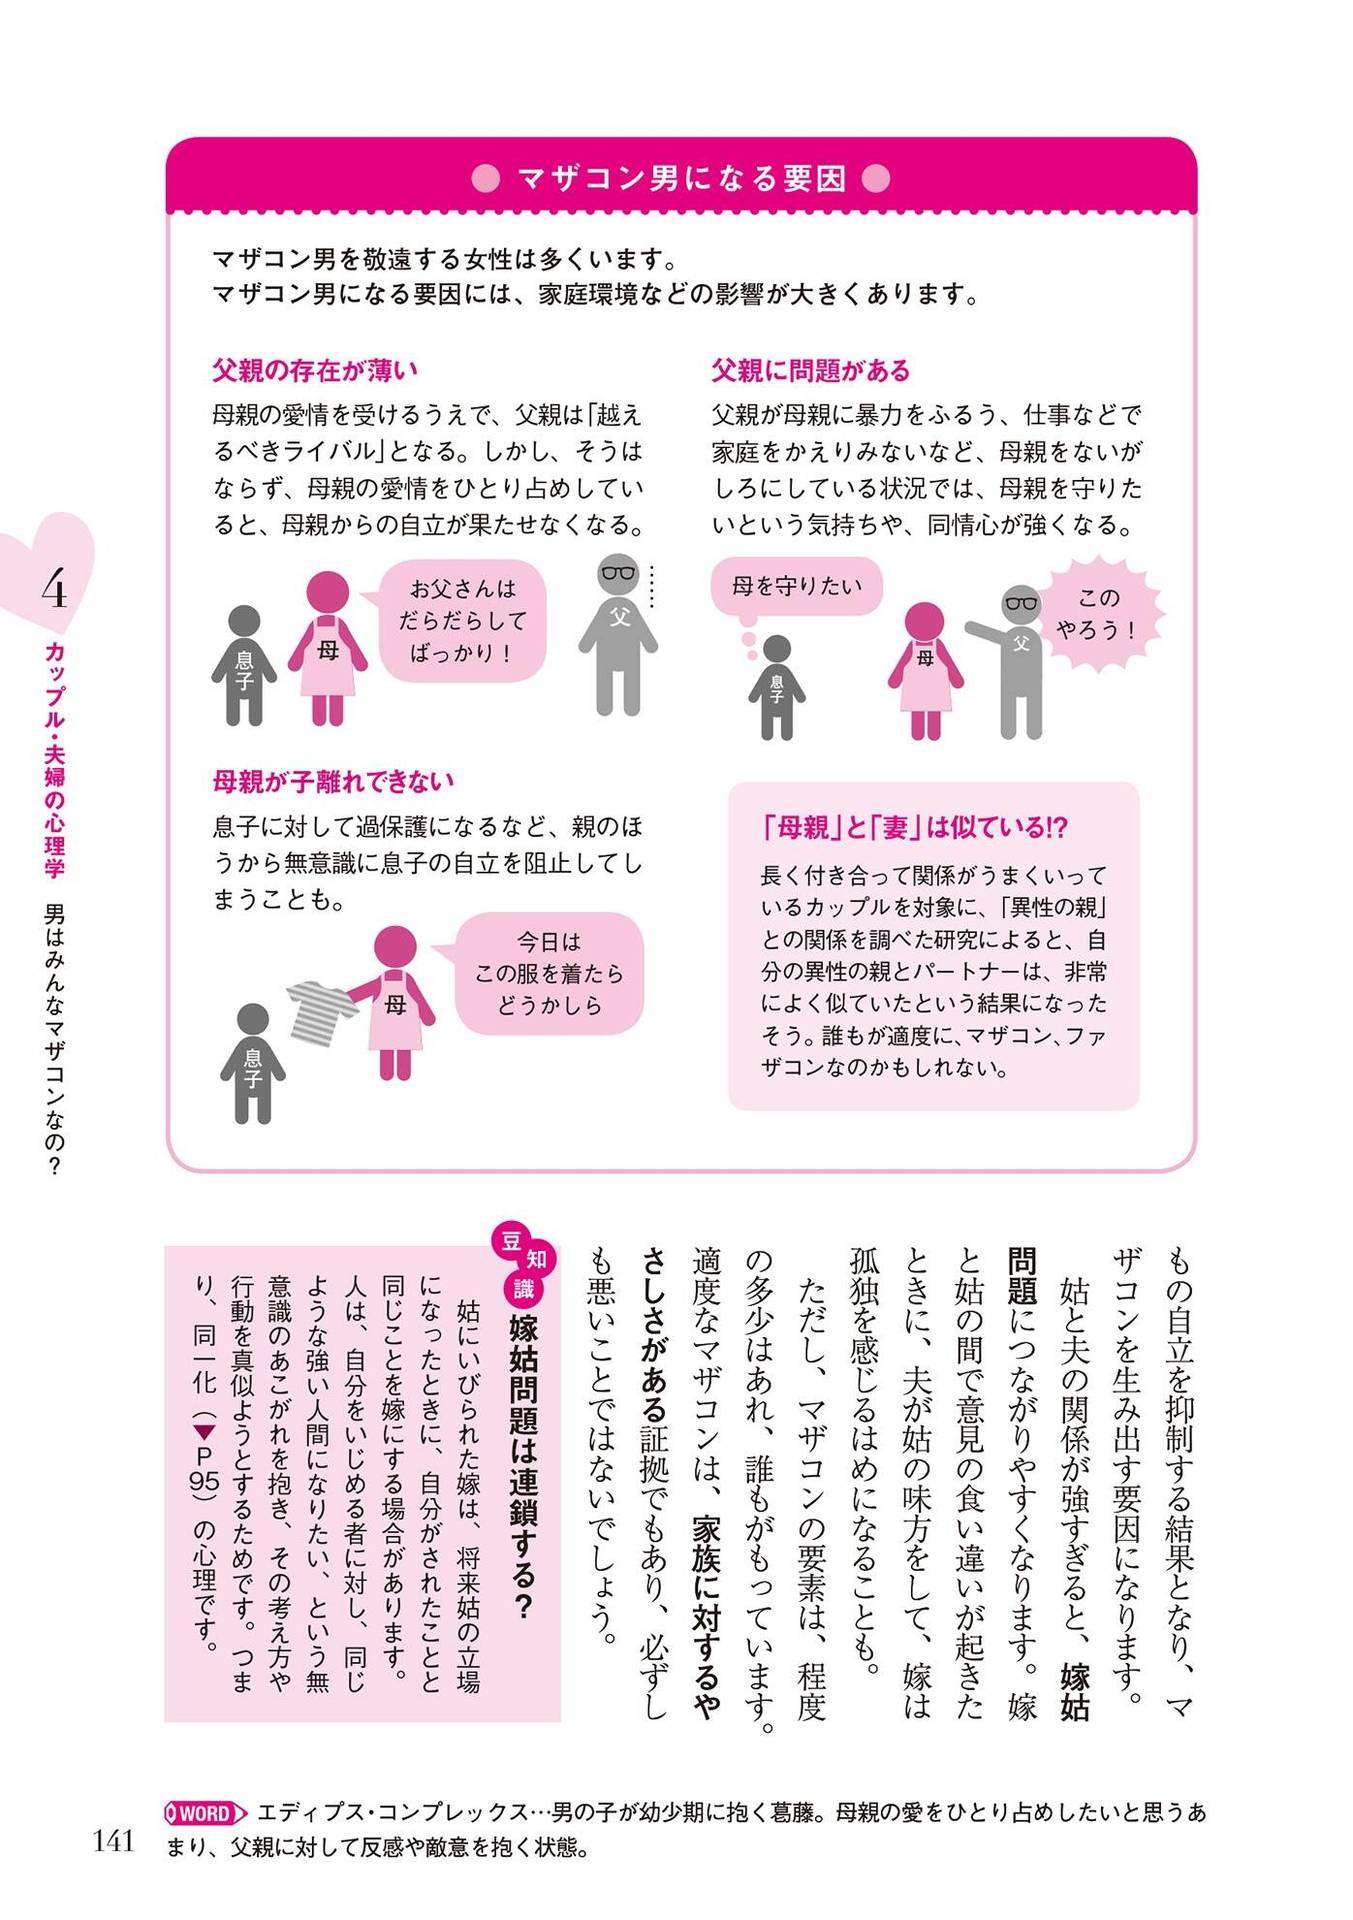 マザコン男になる要因
マザコン男を敬遠する女性は多くいます。
マザコン男になる要因には、家庭環境などの影響が大きくあります。
父親の存在が薄い
母親の愛情を受けるうえで、父親は「越え
るべきライバル」となる。しかし、そうは
ならず、母親の愛情をひとり占めしてい
ると、母親からの自立が果たせなくなる。
息子
母
お父さんは
だらだらして
ばっかり！
父
……
父親に問題がある
父親が母親に暴力をふるう、仕事などで
家庭をかえりみないなど、母親をないが
しろにしている状況では、母親を守りた
いという気持ちや、同情心が強くなる。
母を守りたい
息子
母
父
この
やろう！
母親が子離れできない
息子に対して過保護になるなど、親のほ
うから無意識に息子の自立を阻止してし
まうことも。
息子
母
今日は
この服を着たら
どうかしら
「母親」と「妻」は似ている!?
長く付き合って関係がうまくいって
いるカップルを対象に、「異性の親」
との関係を調べた研究によると、自
分の異性の親とパートナーは、非常
によく似ていたという結果になった
そう。誰もが適度に、マザコン、ファ
ザコンなのかもしれない。
もの自立を抑制する結果となり、マ
ザコンを生み出す要因になります。
姑と夫の関係が強すぎると、嫁姑
問題につながりやすくなります。嫁
と姑の間で意見の食い違いが起きた
ときに、夫が姑の味方をして、嫁は
孤独を感じるはめになることも。
ただし、マザコンの要素は、程度
の多少はあれ、誰もがもっています。
適度なマザコンは、家族に対するや
さしさがある証拠でもあり、必ずし
も悪いことではないでしょう。
豆知識
嫁姑問題は連鎖する？
姑にいびられた嫁は、将来姑の立場
になったときに、自分がされたことと
同じことを嫁にする場合があります。
人は、自分をいじめる者に対し、同じ
ような強い人間になりたい、という無
意識のあこがれを抱き、その考え方や
行動を真似ようとするためです。つま
り、同一化（▼P95）の心理です。
WORD エディプス・コンプレックス…男の子が幼少期に抱く葛藤。母親の愛をひとり占めしたいと思うあ
まり、父親に対して反感や敵意を抱く状態。
4
カップル・夫婦の心理学　男はみんなマザコンなの？
141